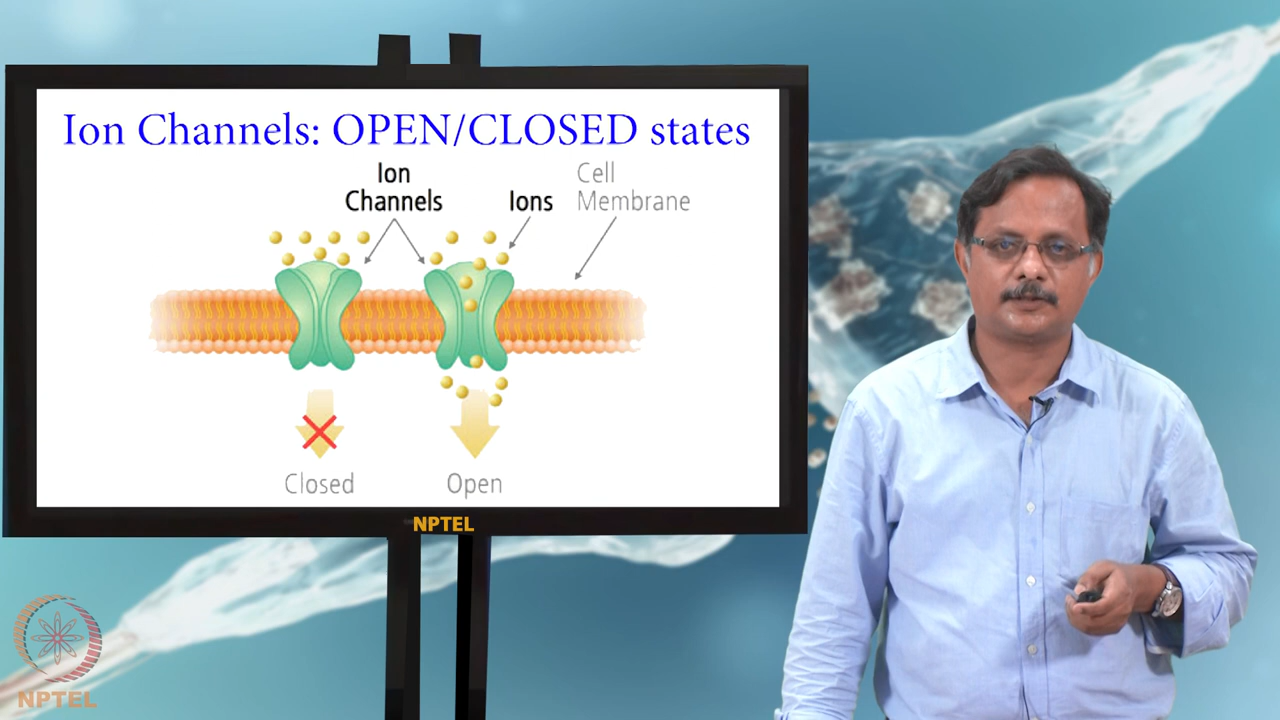 Ion Channels: OPEN/CLOSED states
Ion
Channels
Ions
Cell
Membrane
Closed
Open
NPTEL
NPTEL